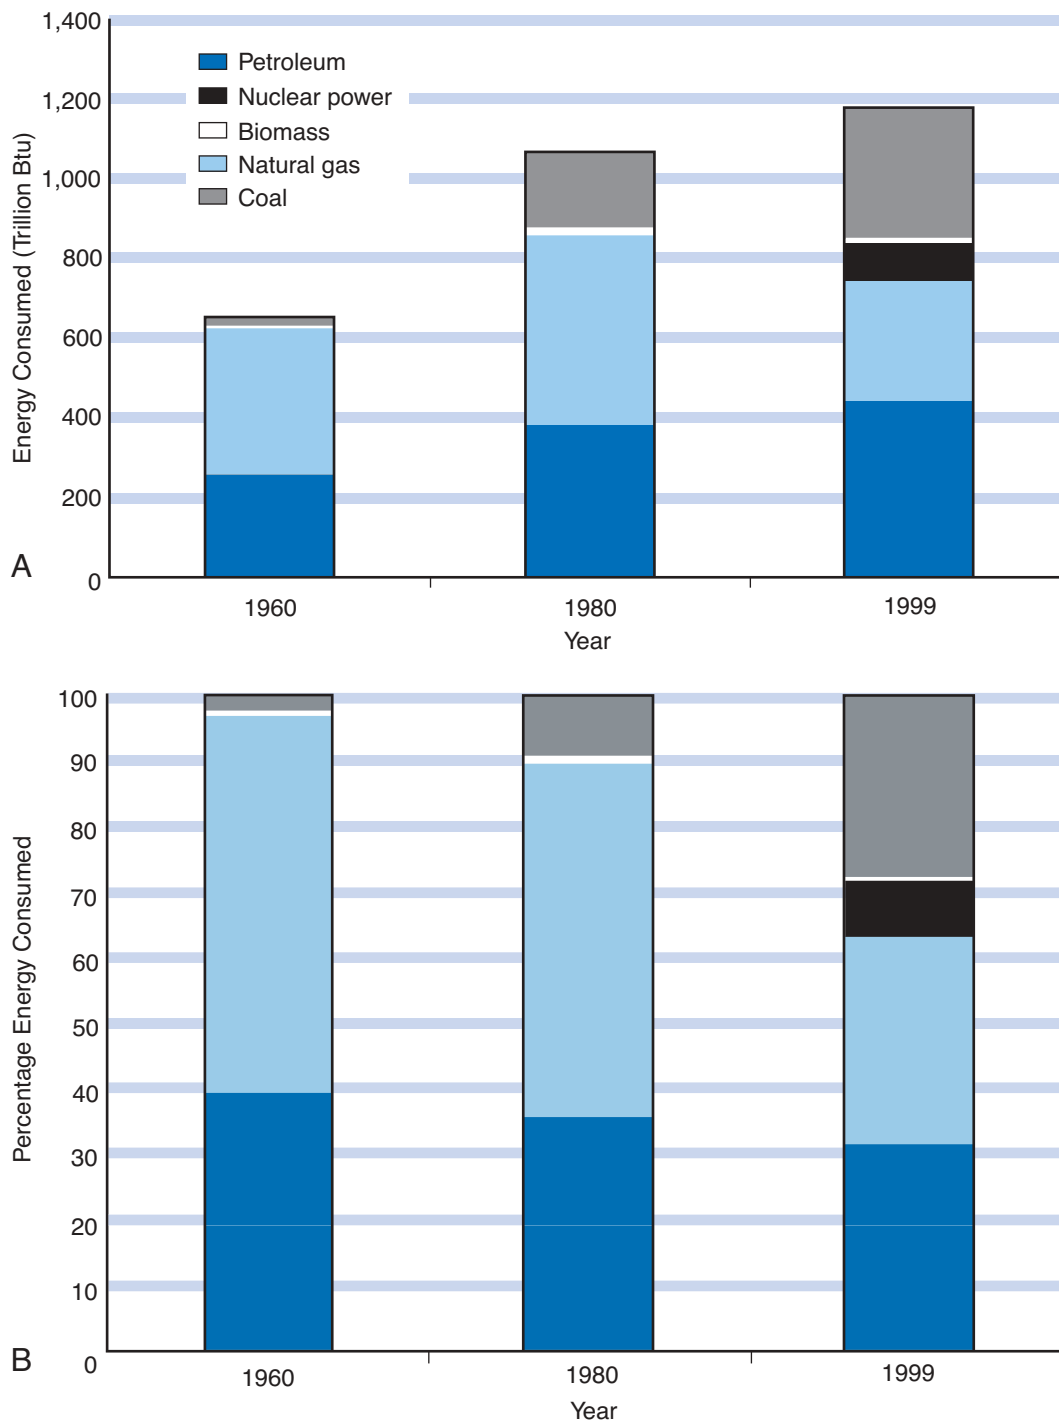 1,400
1,200
1,000
800
600
400
200
0
Energy Consumed (Trillion Btu)
Petroleum
Nuclear power
Biomass
Natural gas
Coal
A
1960
1980
1999
Year
100
90
80
70
60
50
40
30
20
10
0
Percentage Energy Consumed
B
1960
1980
1999
Year